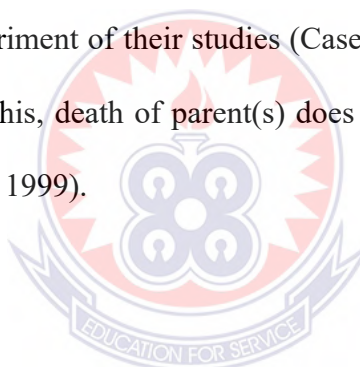 riment of their studies (Case
his, death of parent(s) does
1999).
EDUCATION FOR SERVICE